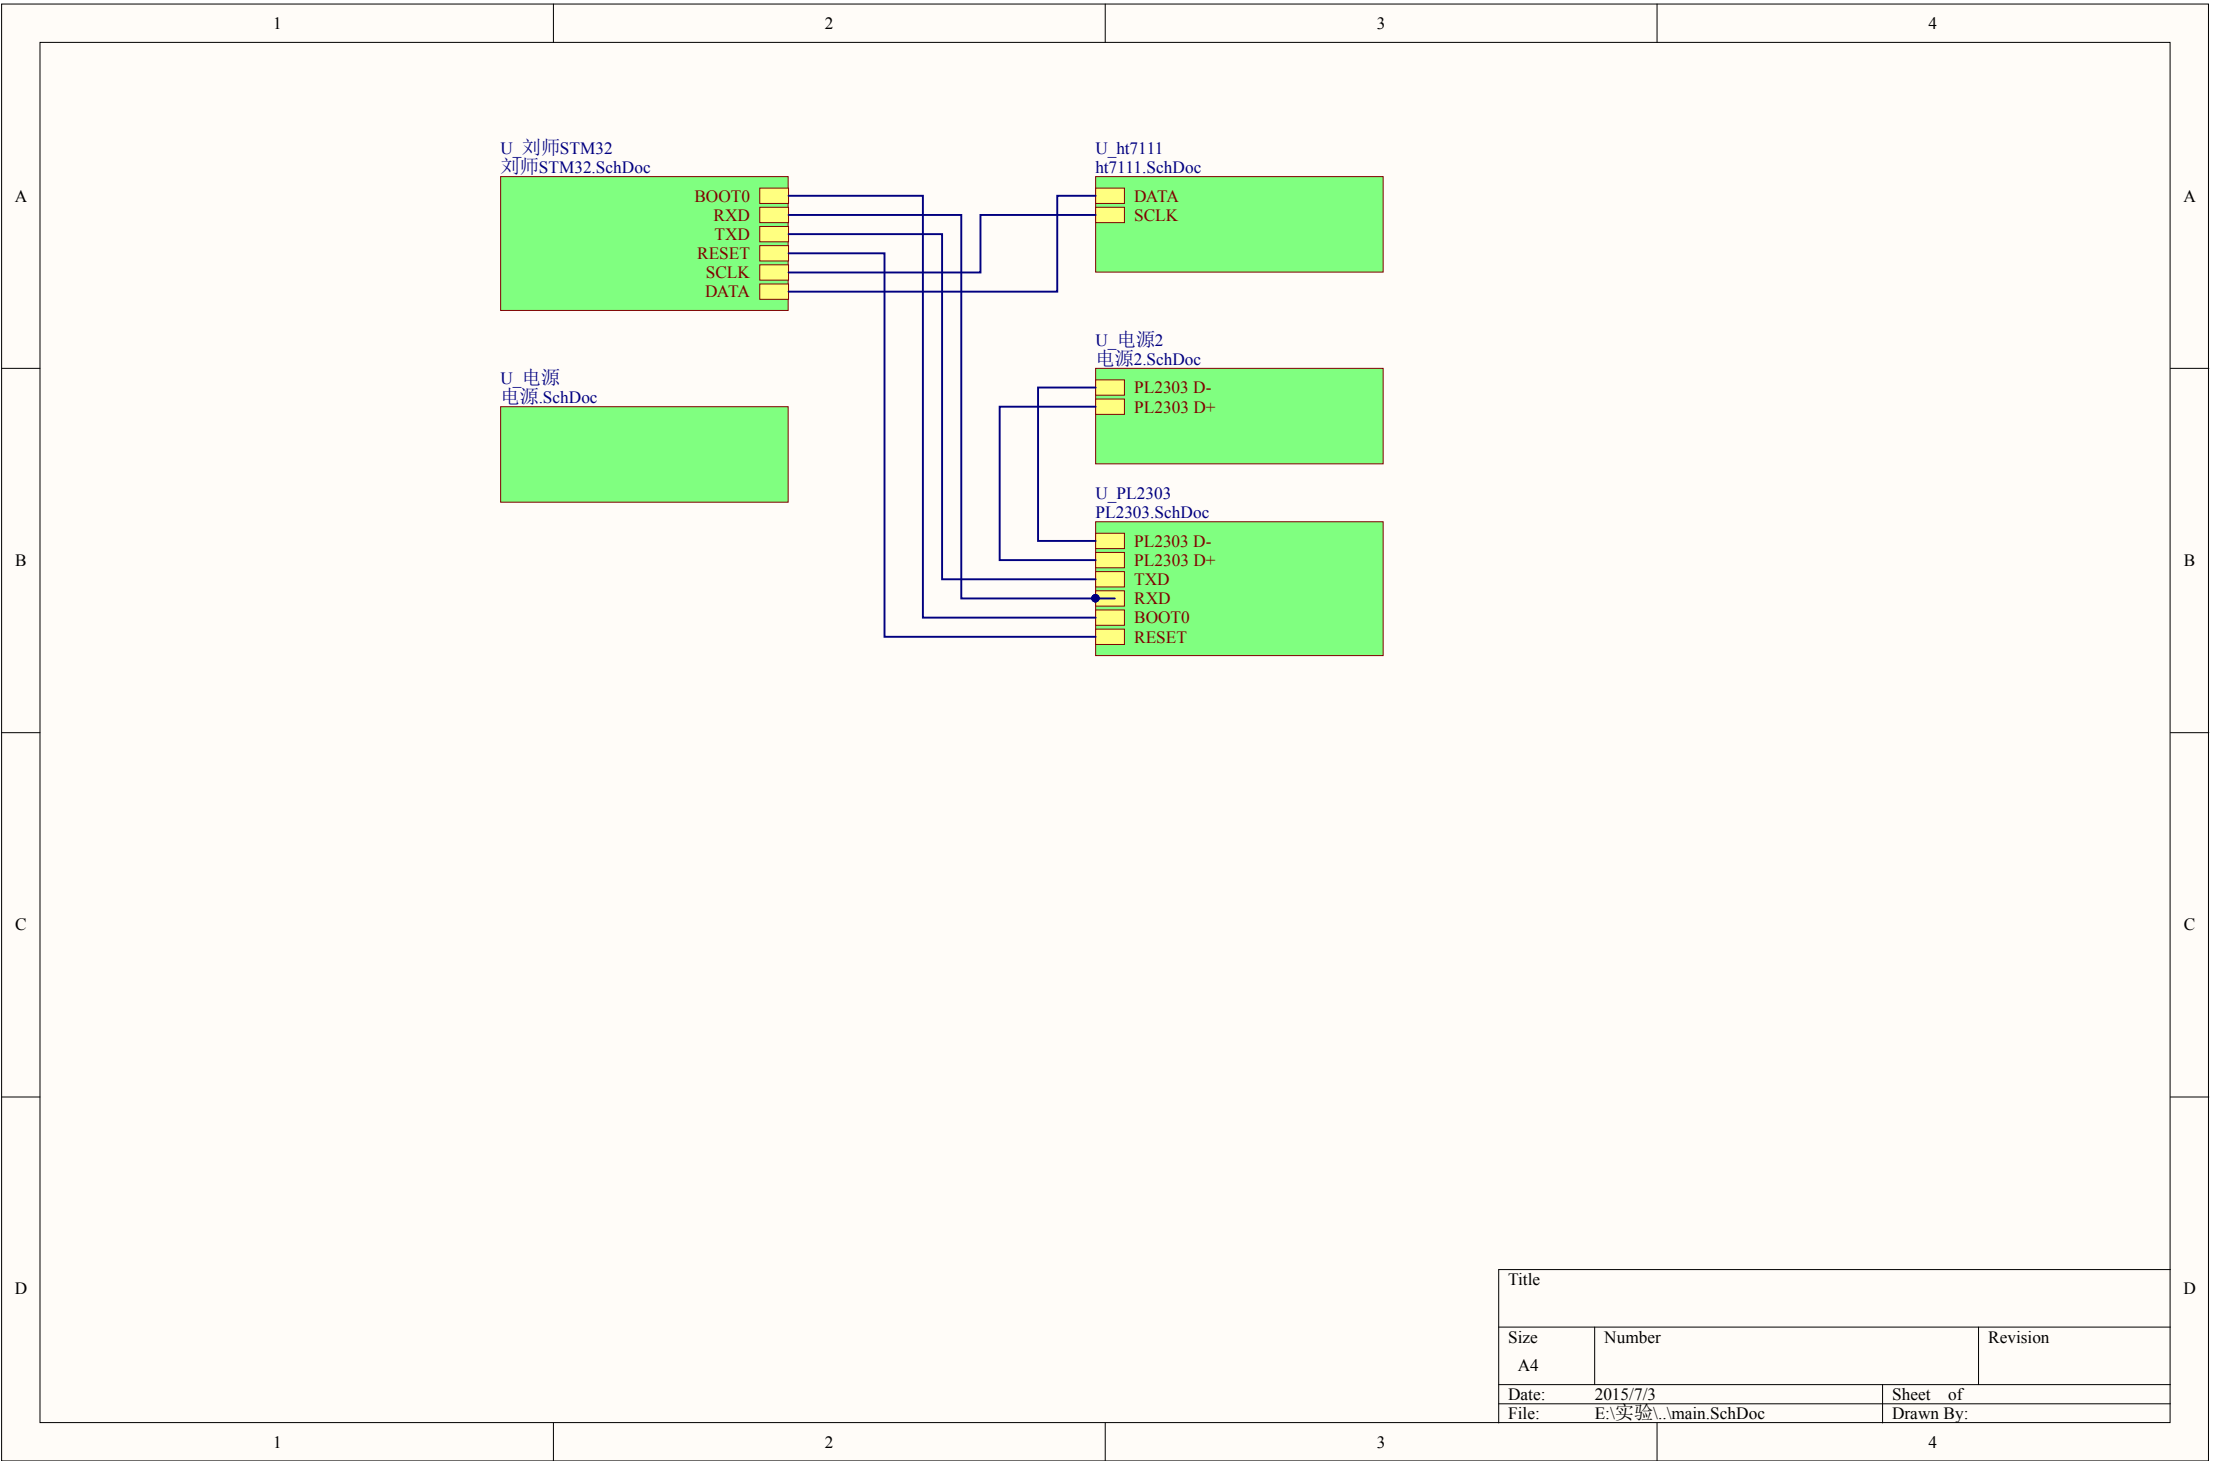 1 2 3 4
A A
U_刘师STM32
刘师STM32.SchDoc
BOOT0
RXD
TXD
RESET
SCLK
DATA
U_ht7111
ht7111.SchDoc
DATA
SCLK
U_电源
电源.SchDoc
U_电源2
电源2.SchDoc
PL2303 D-
PL2303 D+
U_PL2303
PL2303.SchDoc
PL2303 D-
PL2303 D+
TXD
RXD
BOOT0
RESET
B B
C C
D D
Title
Size Number Revision
A4
Date: 2015/7/3 Sheet of
File: E:\实验\..\main.SchDoc Drawn By:
1 2 3 4